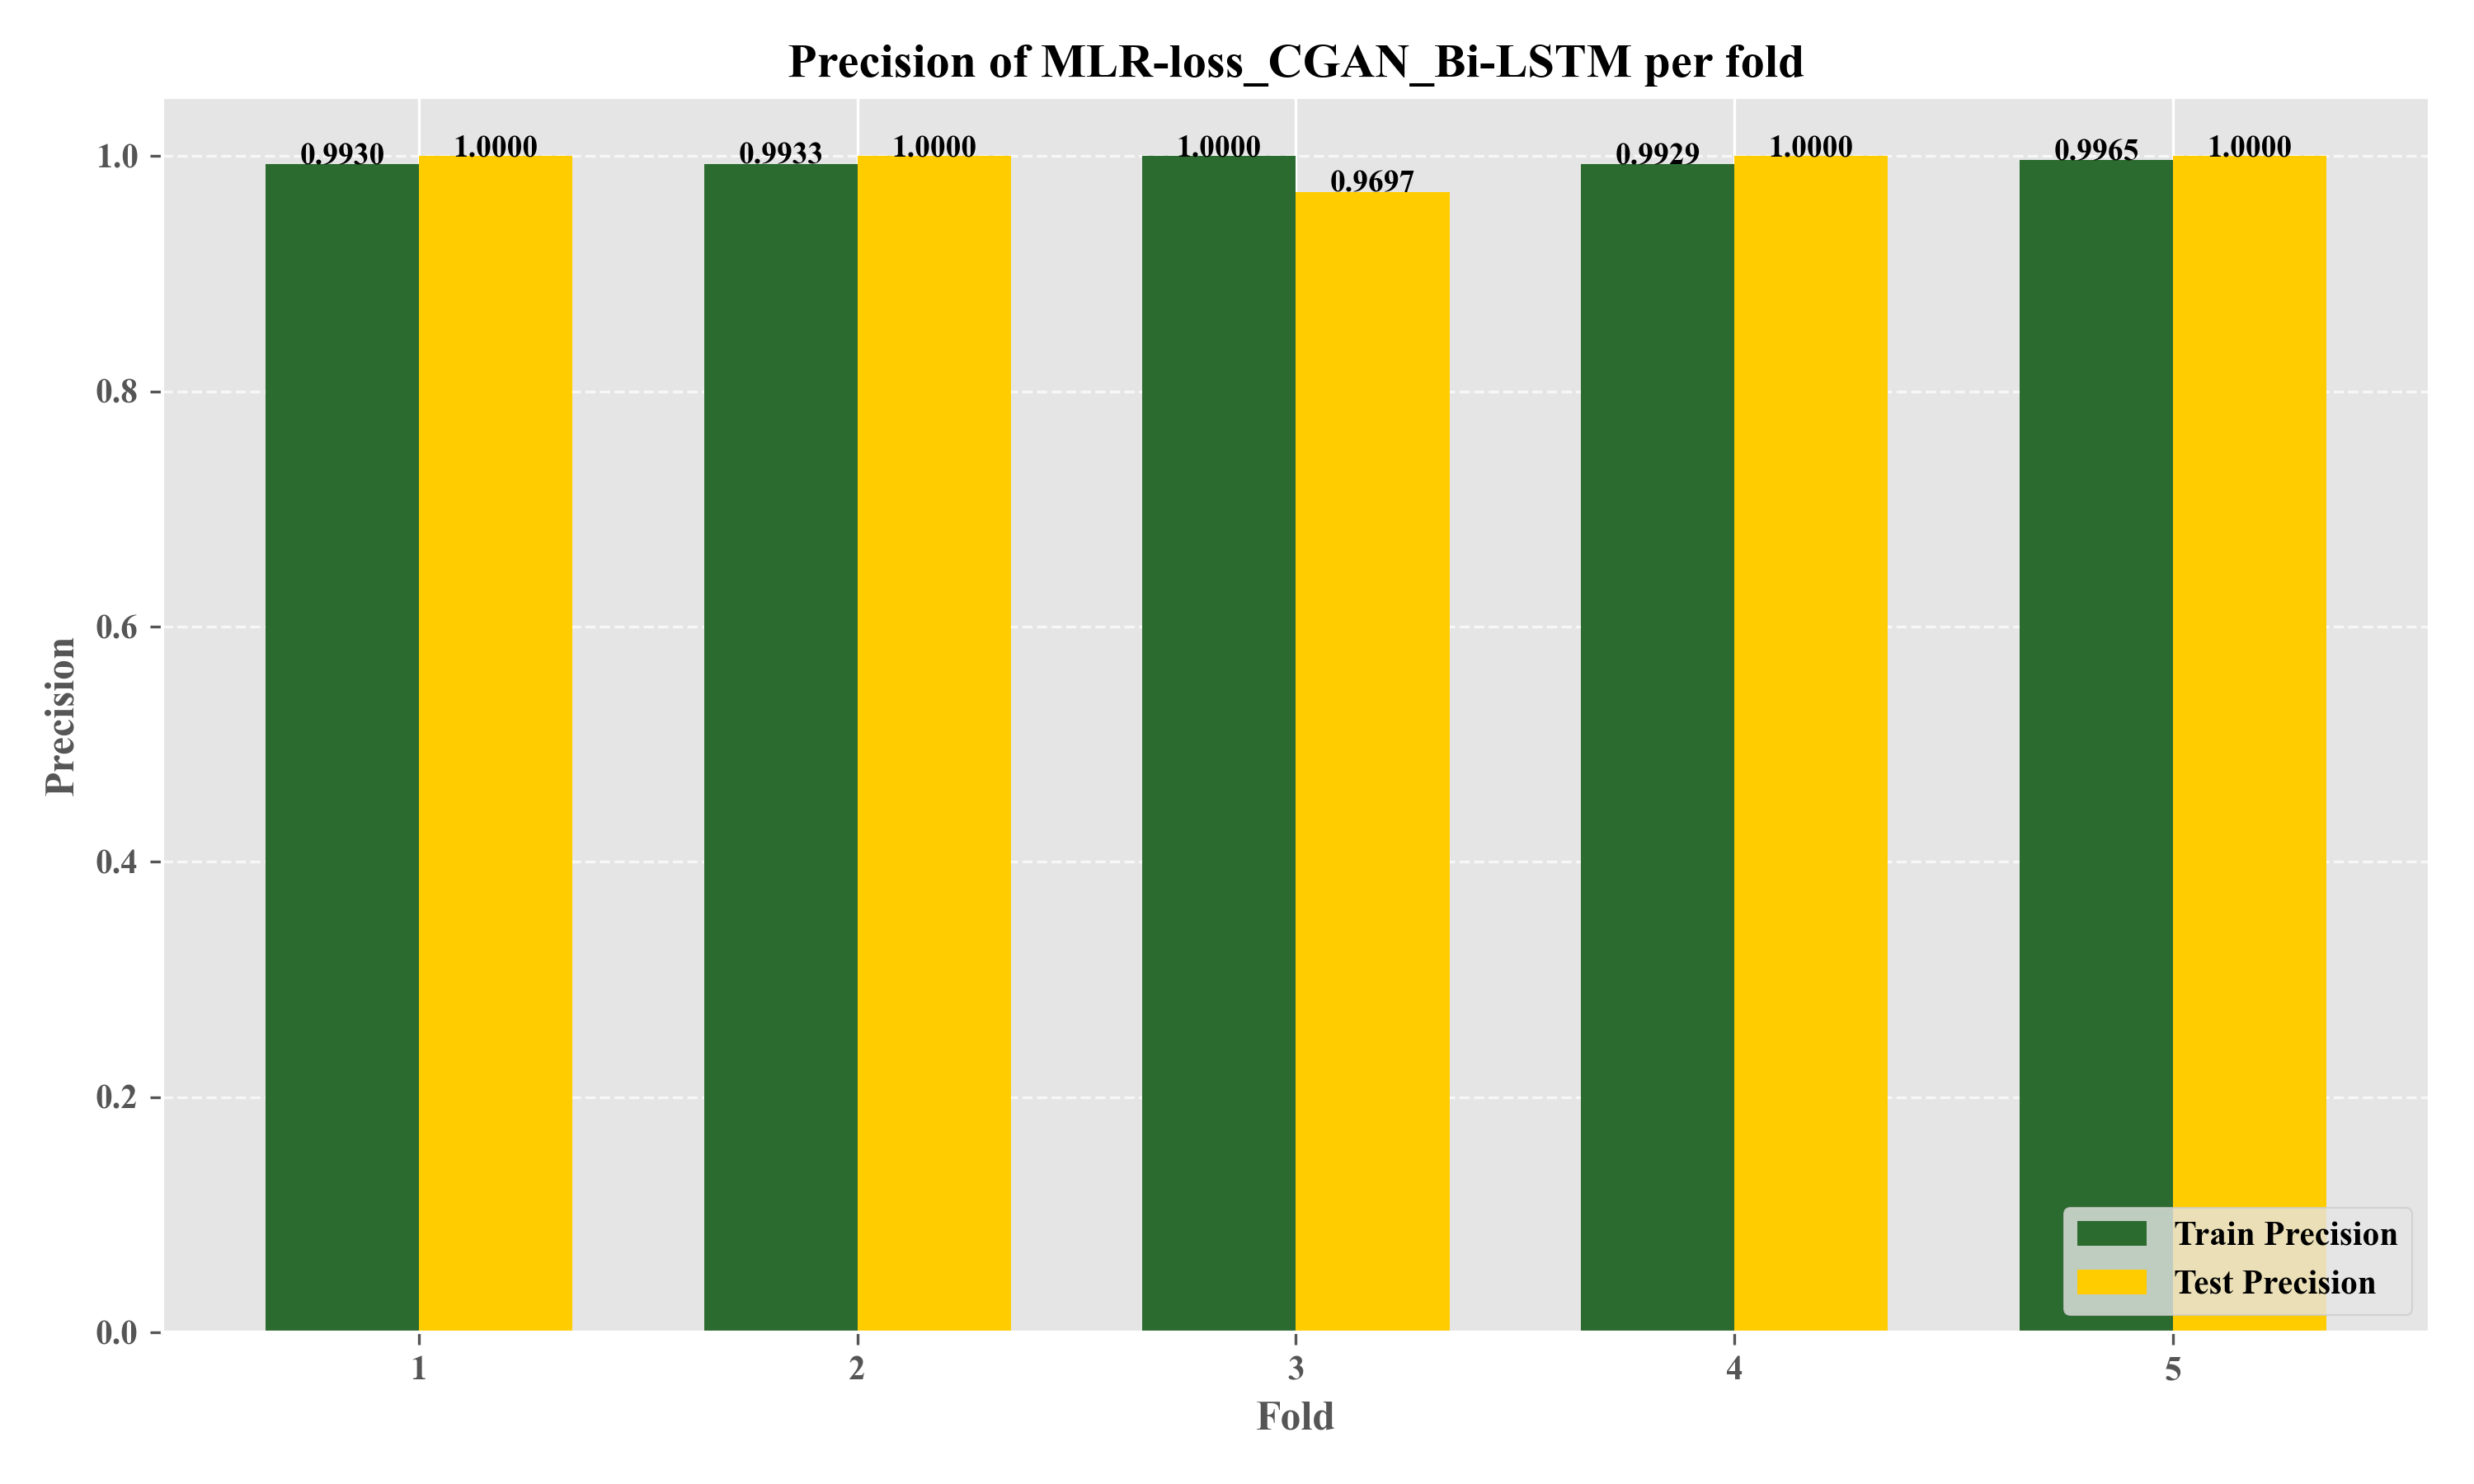 Precision of MLR-loss_CGAN_Bi-LSTM per fold
0.9930 1.0000 0.9933 1.0000 1.0000 0.9697 0.9929 1.0000 0.9965 1.0000
1.0
0.8
0.6
0.4
0.2
0.0
Precision
Train Precision
Test Precision
1 2 3 4 5
Fold